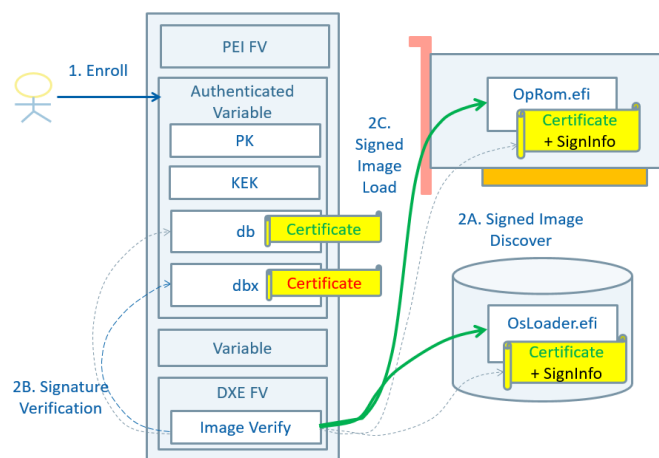 PEI FV
1. Enroll
Authenticated
Variable
PK
KEK
db
Certificate
dbx
Certificate
Variable
2B. Signature
Verification
DXE FV
Image Verify
2C.
Signed
Image
Load
OpRom.efi
Certificate
+ SignInfo
2A. Signed Image
Discover
OsLoader.efi
Certificate
+ SignInfo